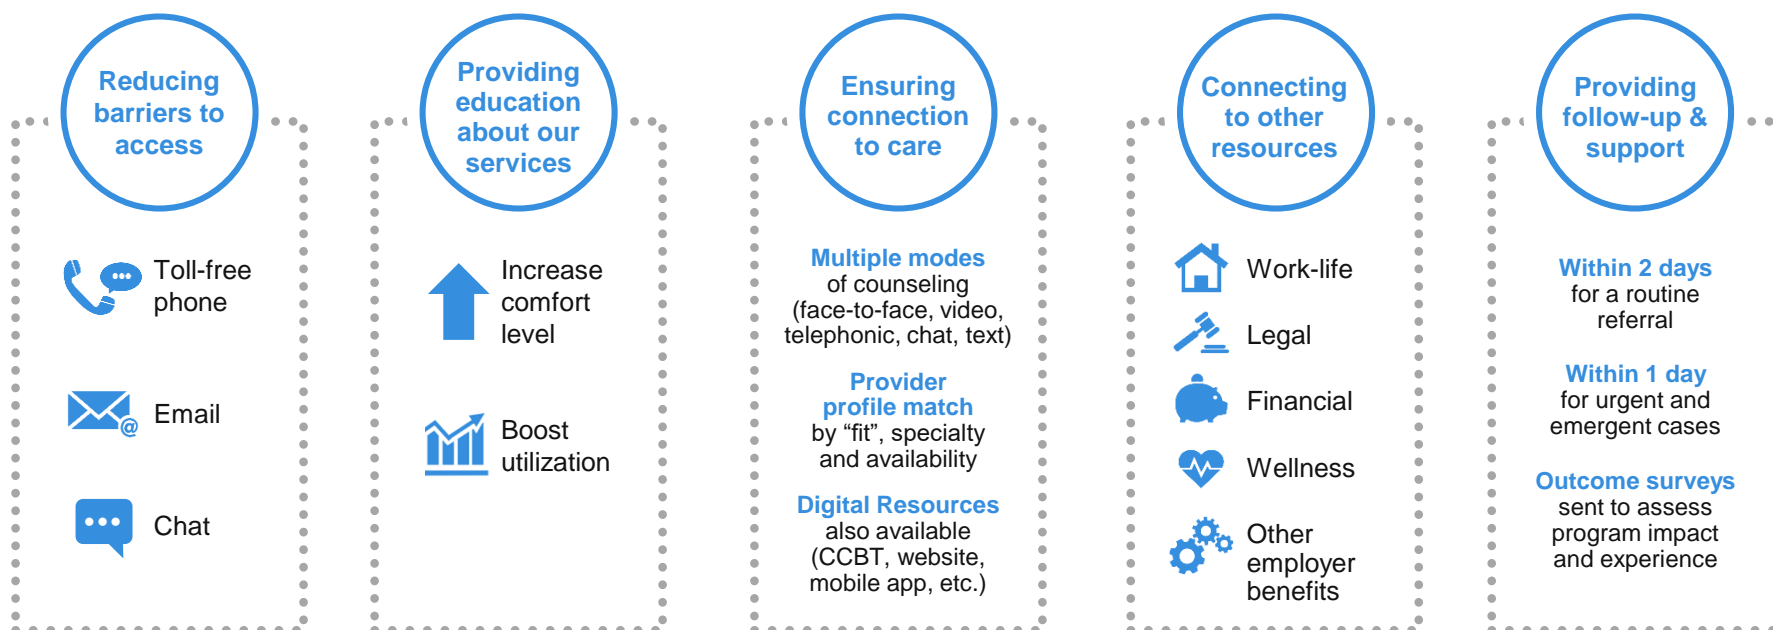 Reducing
barriers to
access
Toll-free
phone
@
Email
Chat
Providing
education
about our
services
Increase
comfort
level
Boost
utilization
Ensuring
connection
to care
Multiple modes
of counseling
(face-to-face, video,
telephonic, chat, text)
Provider
profile match
by “fit”, specialty
and availability
Digital Resources
also available
(CCBT, website,
mobile app, etc.)
Connecting
to other
resources
Work-life
Legal
Financial
Wellness
Other
employer
benefits
Providing
follow-up &
support
Within 2 days
for a routine
referral
Within 1 day
for urgent and
emergent cases
Outcome surveys
sent to assess
program impact
and experience